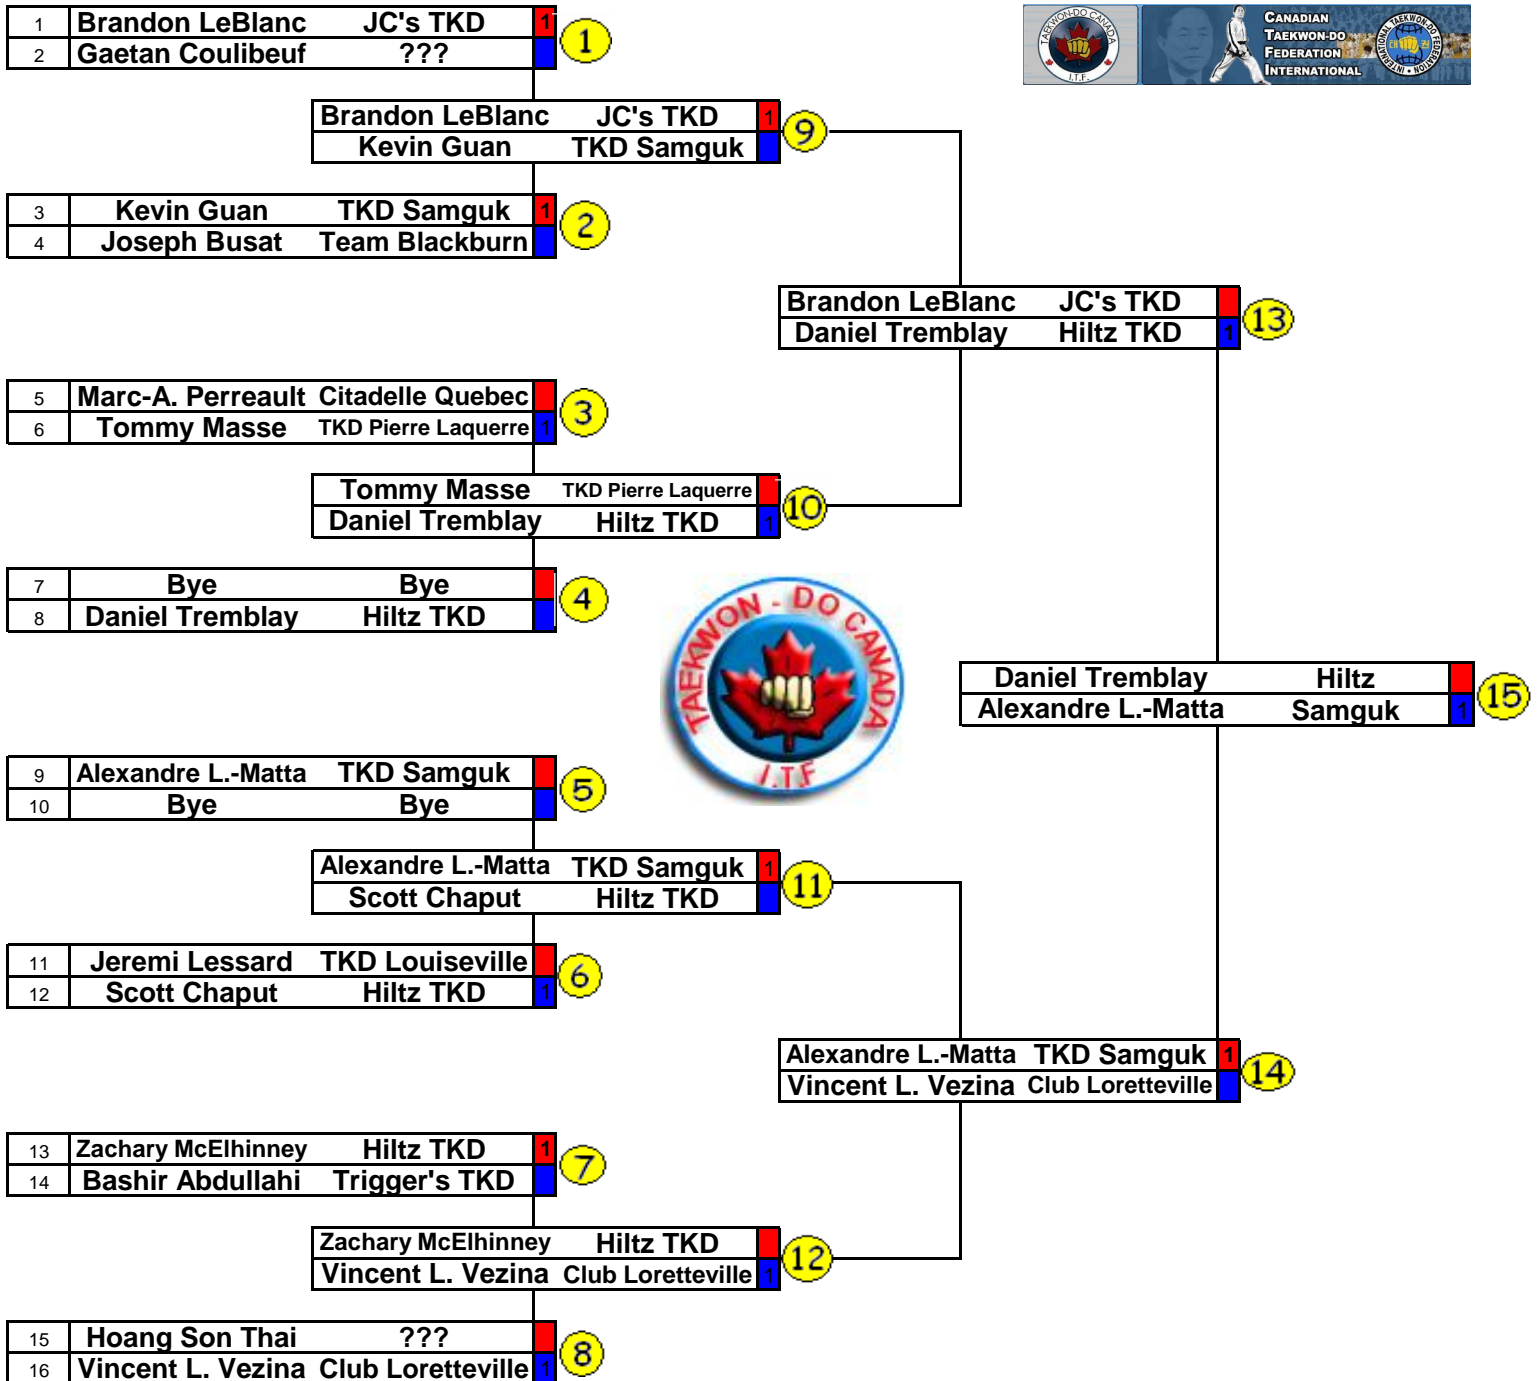 1 Brandon LeBlanc JC's TKD 1
2 Gaetan Coulibeuf ???
1
TAEKWON-DO CANADA
I.T.F.
CANADIAN
TAEKWON-DO
FEDERATION
INTERNATIONAL
INTERNATIONAL TAEKWON-DO FEDERATION
Brandon LeBlanc JC's TKD 1
Kevin Guan TKD Samguk
9
3 Kevin Guan TKD Samguk 1
4 Joseph Busat Team Blackburn
2
Brandon LeBlanc JC's TKD
Daniel Tremblay Hiltz TKD 1
13
5 Marc-A. Perreault Citadelle Quebec
6 Tommy Masse TKD Pierre Laquerre 1
3
Tommy Masse TKD Pierre Laquerre
Daniel Tremblay Hiltz TKD 1
10
7 Bye Bye
8 Daniel Tremblay Hiltz TKD
4
TAEKWON - DO CANADA
I.T.F
Daniel Tremblay Hiltz
Alexandre L.-Matta Samguk 1
15
9 Alexandre L.-Matta TKD Samguk
10 Bye Bye
5
Alexandre L.-Matta TKD Samguk 1
Scott Chaput Hiltz TKD
11
11 Jeremi Lessard TKD Louiseville
12 Scott Chaput Hiltz TKD 1
6
Alexandre L.-Matta TKD Samguk 1
Vincent L. Vezina Club Loretteville
14
13 Zachary McElhinney Hiltz TKD 1
14 Bashir Abdullahi Trigger's TKD
7
Zachary McElhinney Hiltz TKD
Vincent L. Vezina Club Loretteville 1
12
15 Hoang Son Thai ???
16 Vincent L. Vezina Club Loretteville 1
8